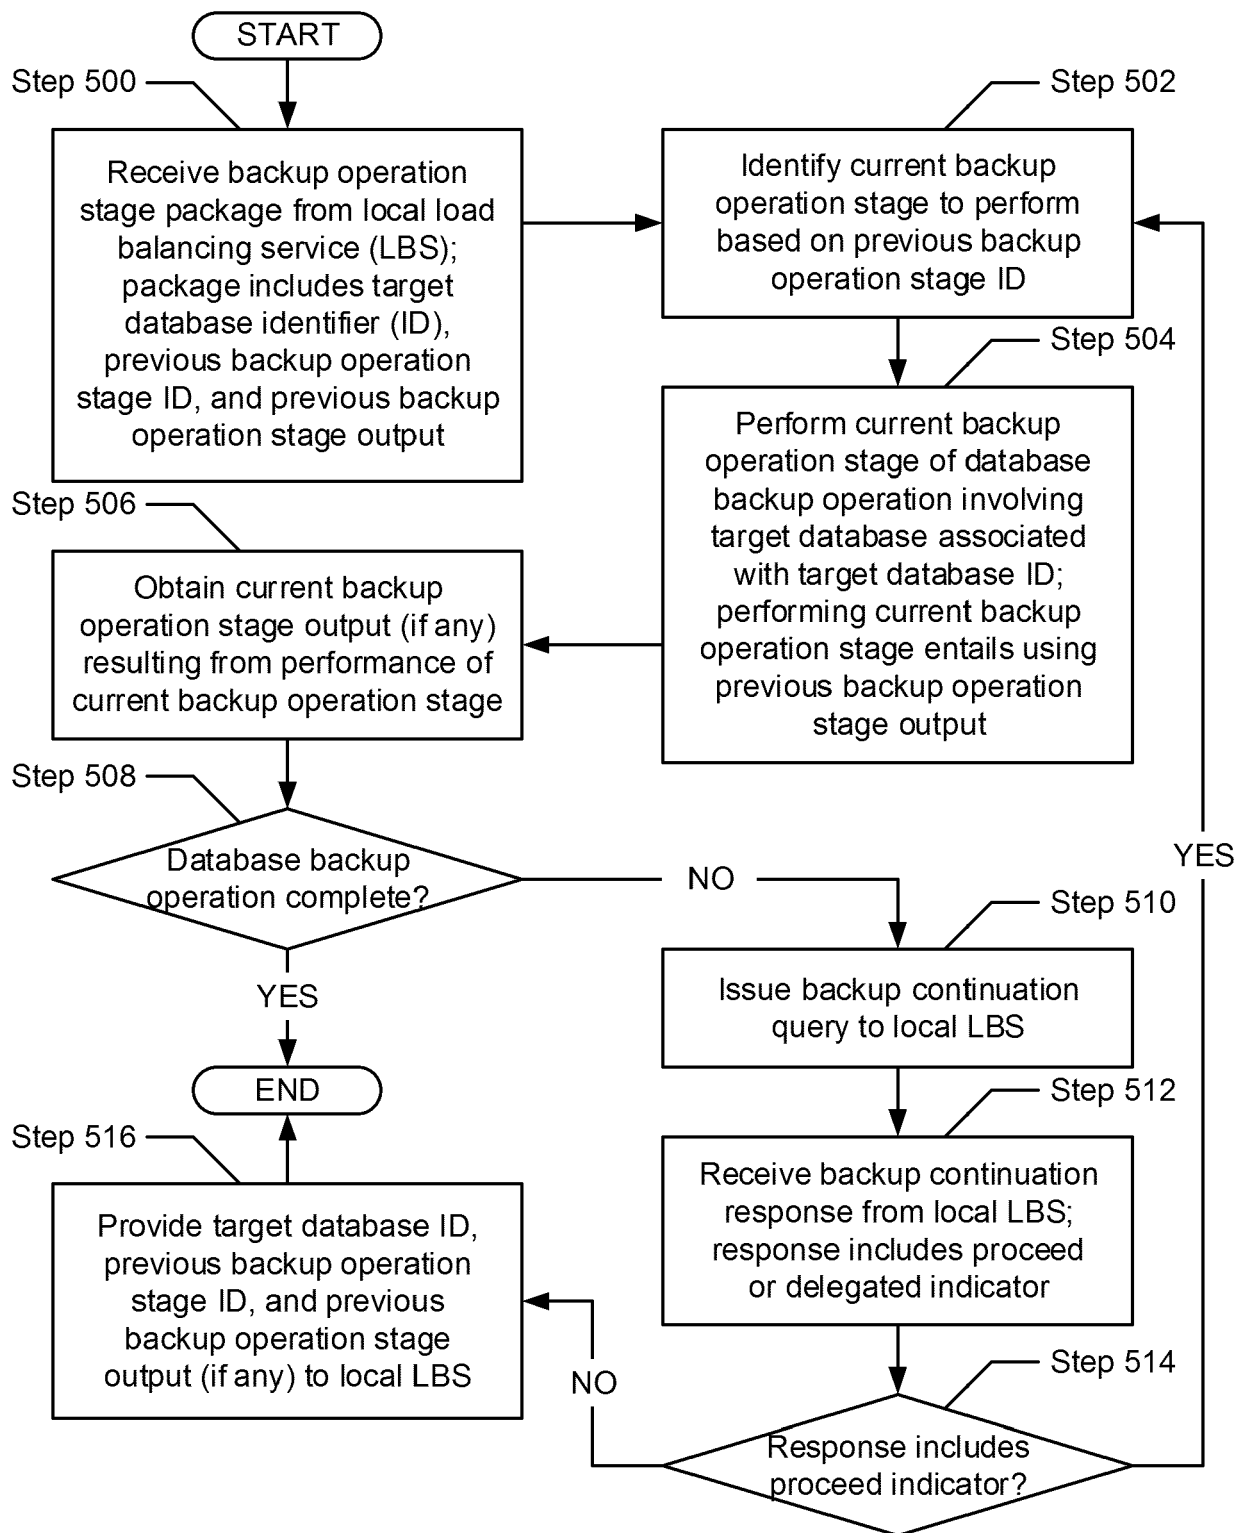 START
Step 500
Receive backup operation
stage package from local load
balancing service (LBS);
package includes target
database identifier (ID),
previous backup operation
stage ID, and previous backup
operation stage output
Step 502
Identify current backup
operation stage to perform
based on previous backup
operation stage ID
Step 504
Perform current backup
operation stage of database
backup operation involving
target database associated
with target database ID;
performing current backup
operation stage entails using
previous backup operation
stage output
Step 506
Obtain current backup
operation stage output (if any)
resulting from performance of
current backup operation stage
Step 508
Database backup
operation complete?
NO
YES
END
Step 510
Issue backup continuation
query to local LBS
Step 512
Receive backup continuation
response from local LBS;
response includes proceed
or delegated indicator
Step 514
Response includes
proceed indicator?
YES
NO
Step 516
Provide target database ID,
previous backup operation
stage ID, and previous
backup operation stage
output (if any) to local LBS